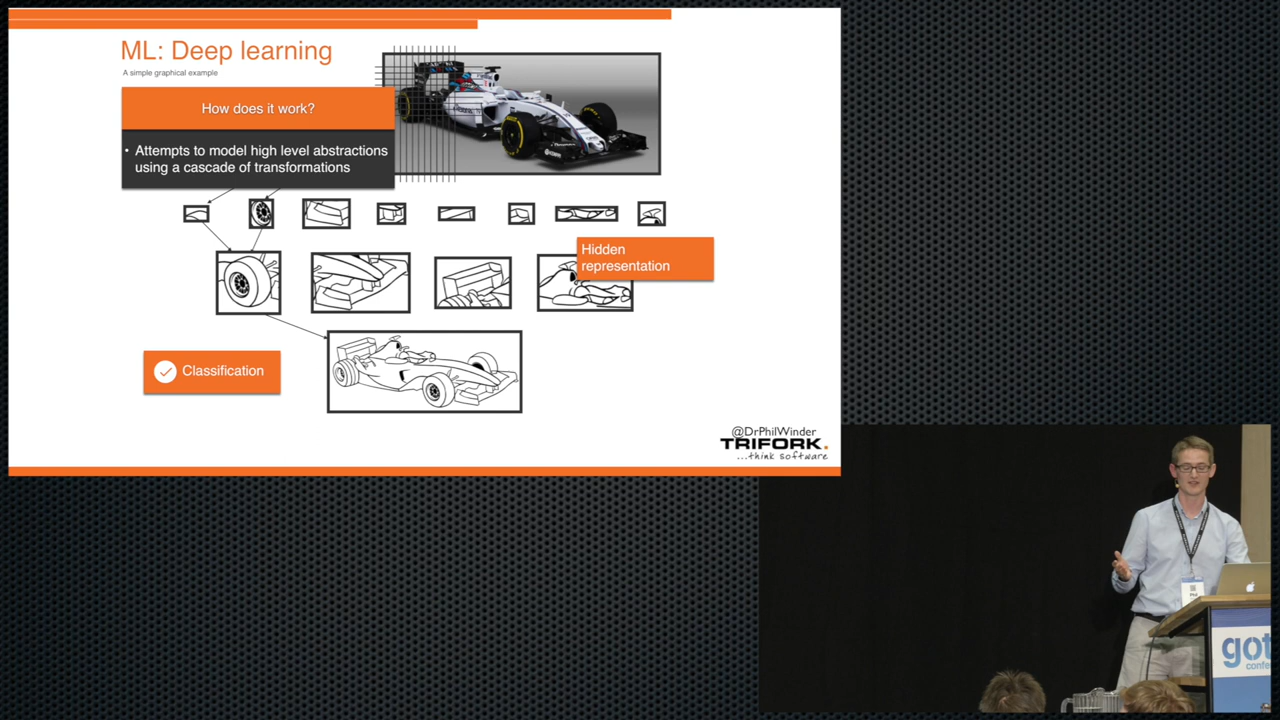 ML: Deep learning
A simple graphical example
How does it work?
• Attempts to model high level abstractions
using a cascade of transformations
Hidden
representation
Classification
@DrPhilWinder
TRIFORK.
...think software
got
confe